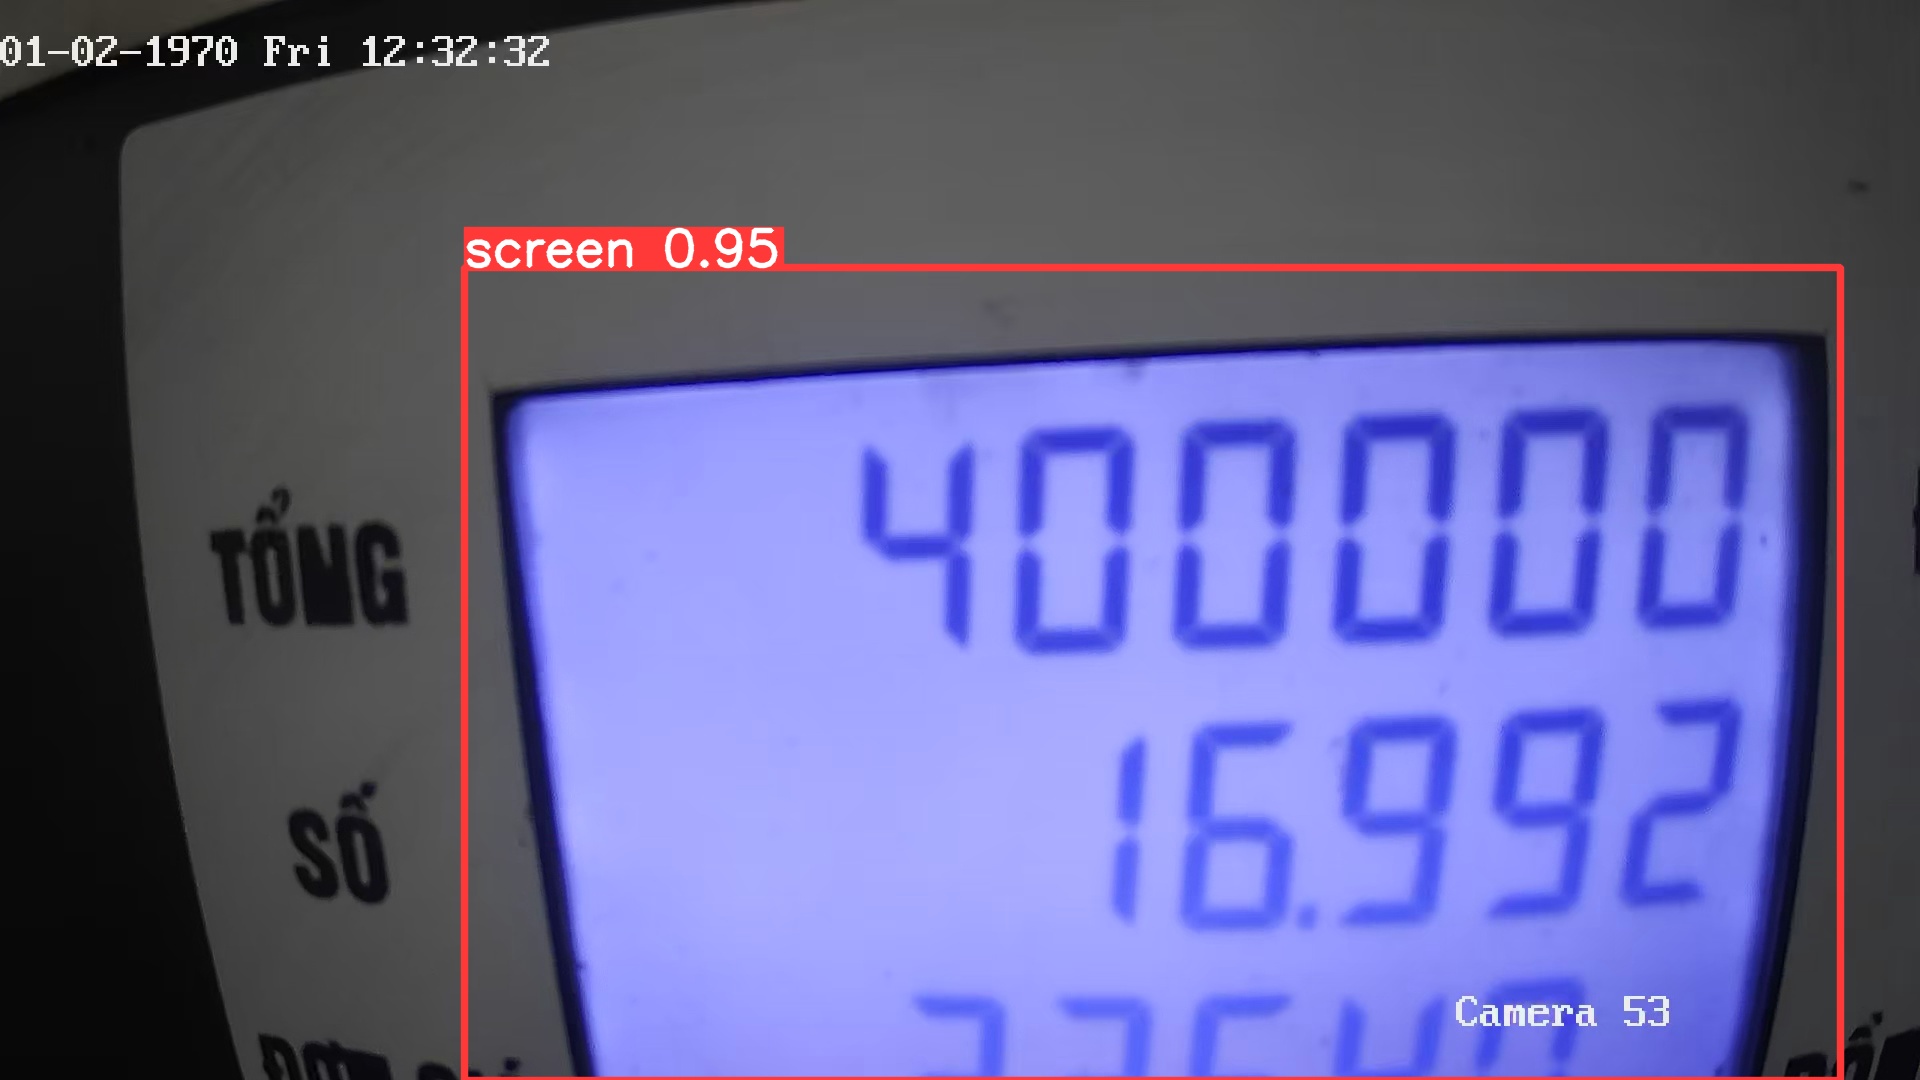 01-02-1970 Fri 12:32:32
screen 0.95
TỔNG
400000
SỐ
16.992
Camera 53